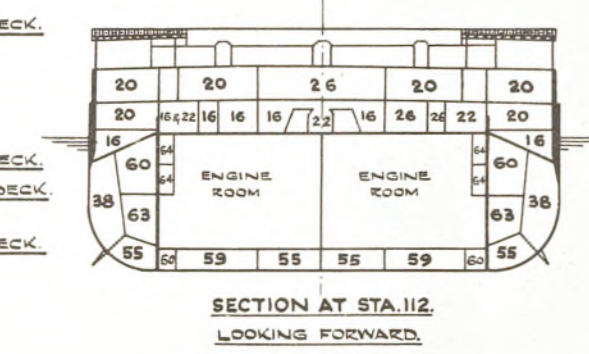 ECK.
20 20 26 20 20
20 16 & 22 16 16 16 22 16 26 26 22 20
16 16
ECK.
60 64 64 60
DECK.
64 ENGINE ROOM ENGINE ROOM 64
38 38
63 63
ECK.
55 60 59 55 55 59 60 55
SECTION AT STA. 112.
LOOKING FORWARD.